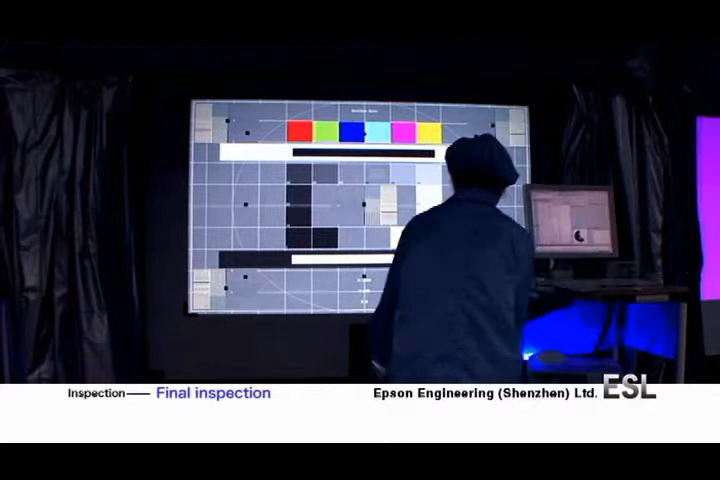 Inspection — Final inspection
Epson Engineering (Shenzhen) Ltd. ESL